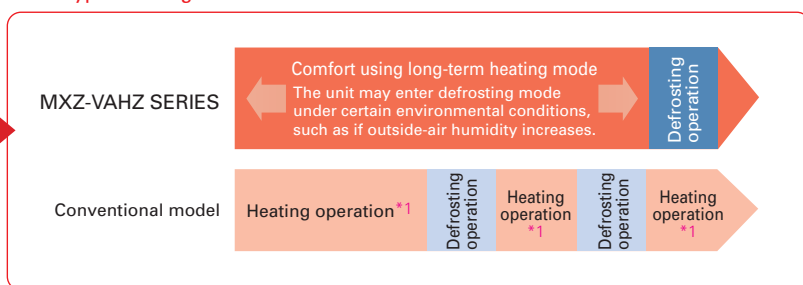 MXZ-VAHZ SERIES
Comfort using long-term heating mode
The unit may enter defrosting mode
under certain environmental conditions,
such as if outside-air humidity increases.
Defrosting
operation
Conventional model
Heating operation*1
Defrosting
operation
Heating
operation
*1
Defrosting
operation
Heating
operation
*1